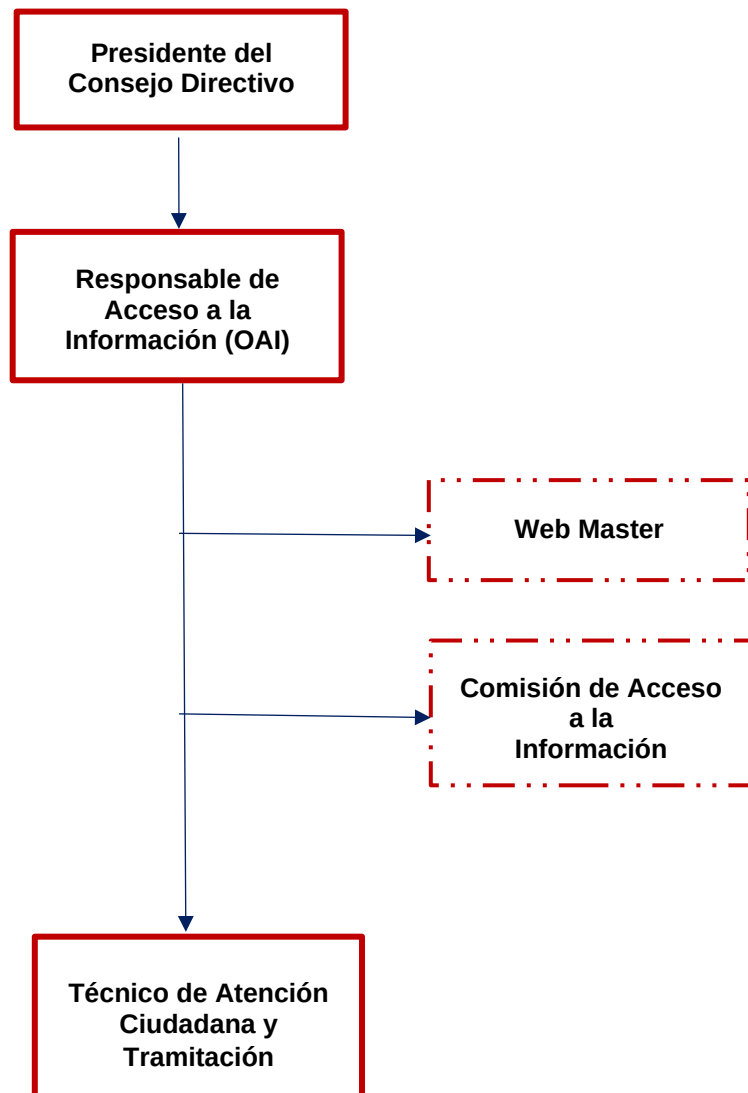 Presidente del
Consejo Directivo
Responsable de
Acceso a la
Información (OAI)
Web Master
Comisión de Acceso
a la
Información
Técnico de Atención
Ciudadana y
Tramitación